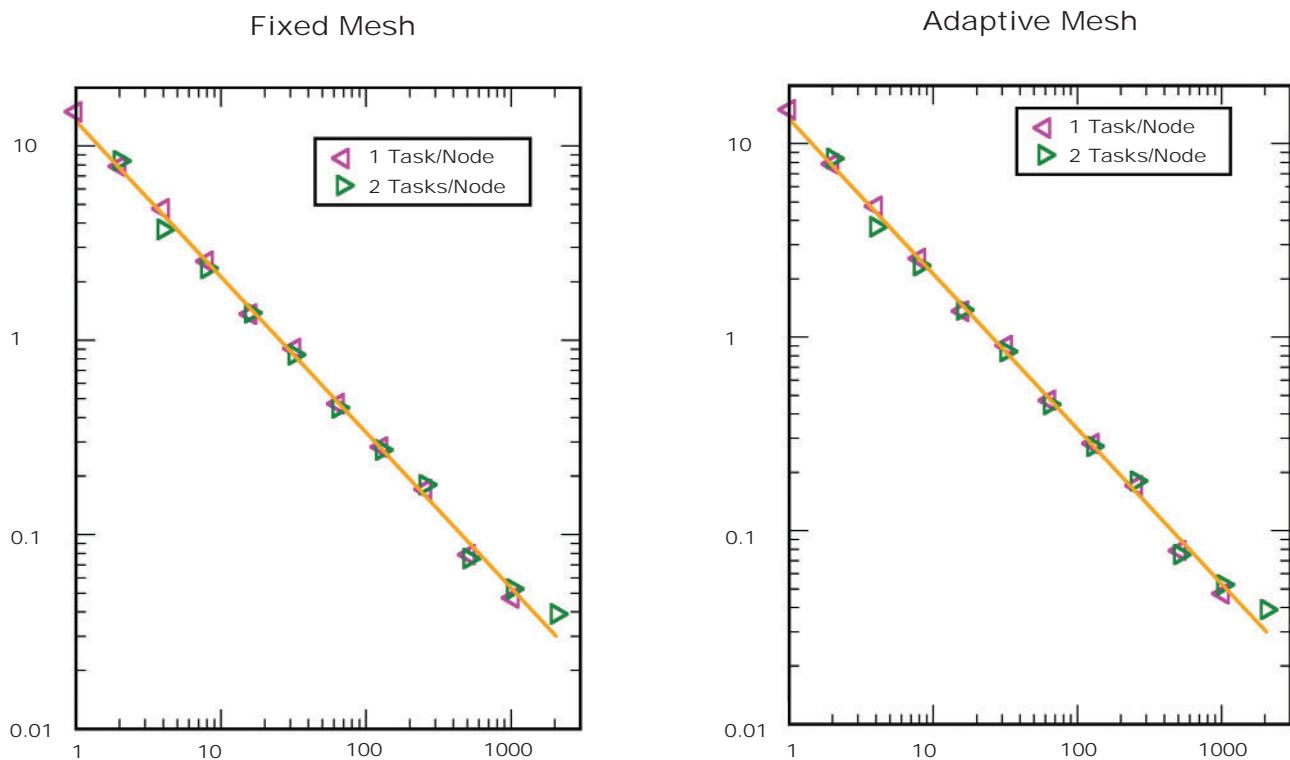 Fixed Mesh
10
1
0.1
0.01
1 Task/Node
2 Tasks/Node
1 10 100 1000
Adaptive Mesh
10
1
0.1
0.01
1 Task/Node
2 Tasks/Node
1 10 100 1000